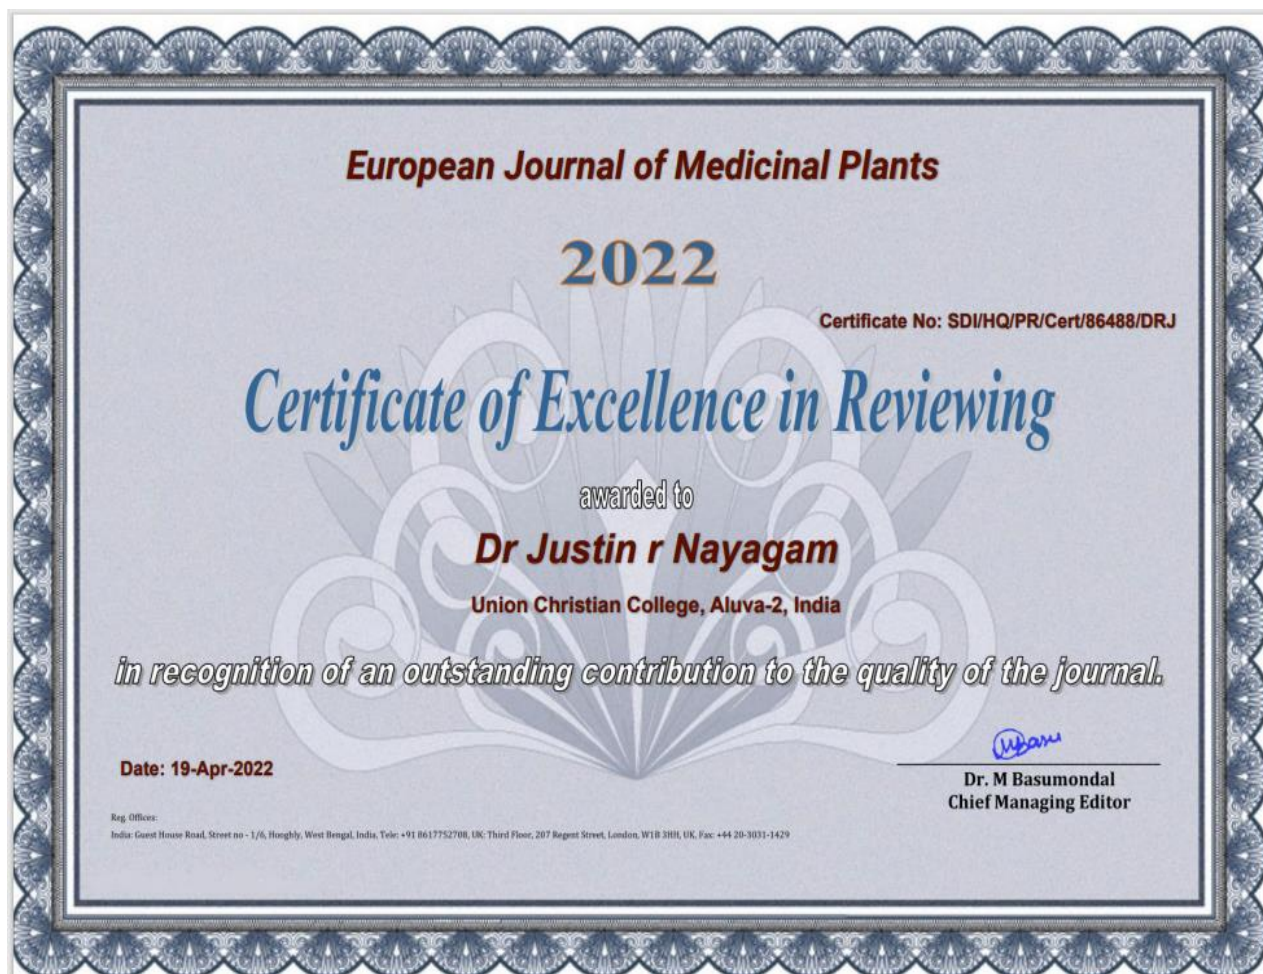 European Journal of Medicinal Plants
2022
Certificate No: SDI/HQ/PR/Cert/86488/DRJ
Certificate of Excellence in Reviewing
awarded to
Dr Justin r Nayagam
Union Christian College, Aluva-2, India
in recognition of an outstanding contribution to the quality of the journal.
Date: 19-Apr-2022
Dr. M Basumondal
Chief Managing Editor
Reg. Offices:
India: Guest House Road, Street no - 1/6, Hooghly, West Bengal, India, Tele: +91 8617752708, UK: Third Floor, 207 Regent Street, London, W1B 3HH, UK, Fax: +44 20-3031-1429